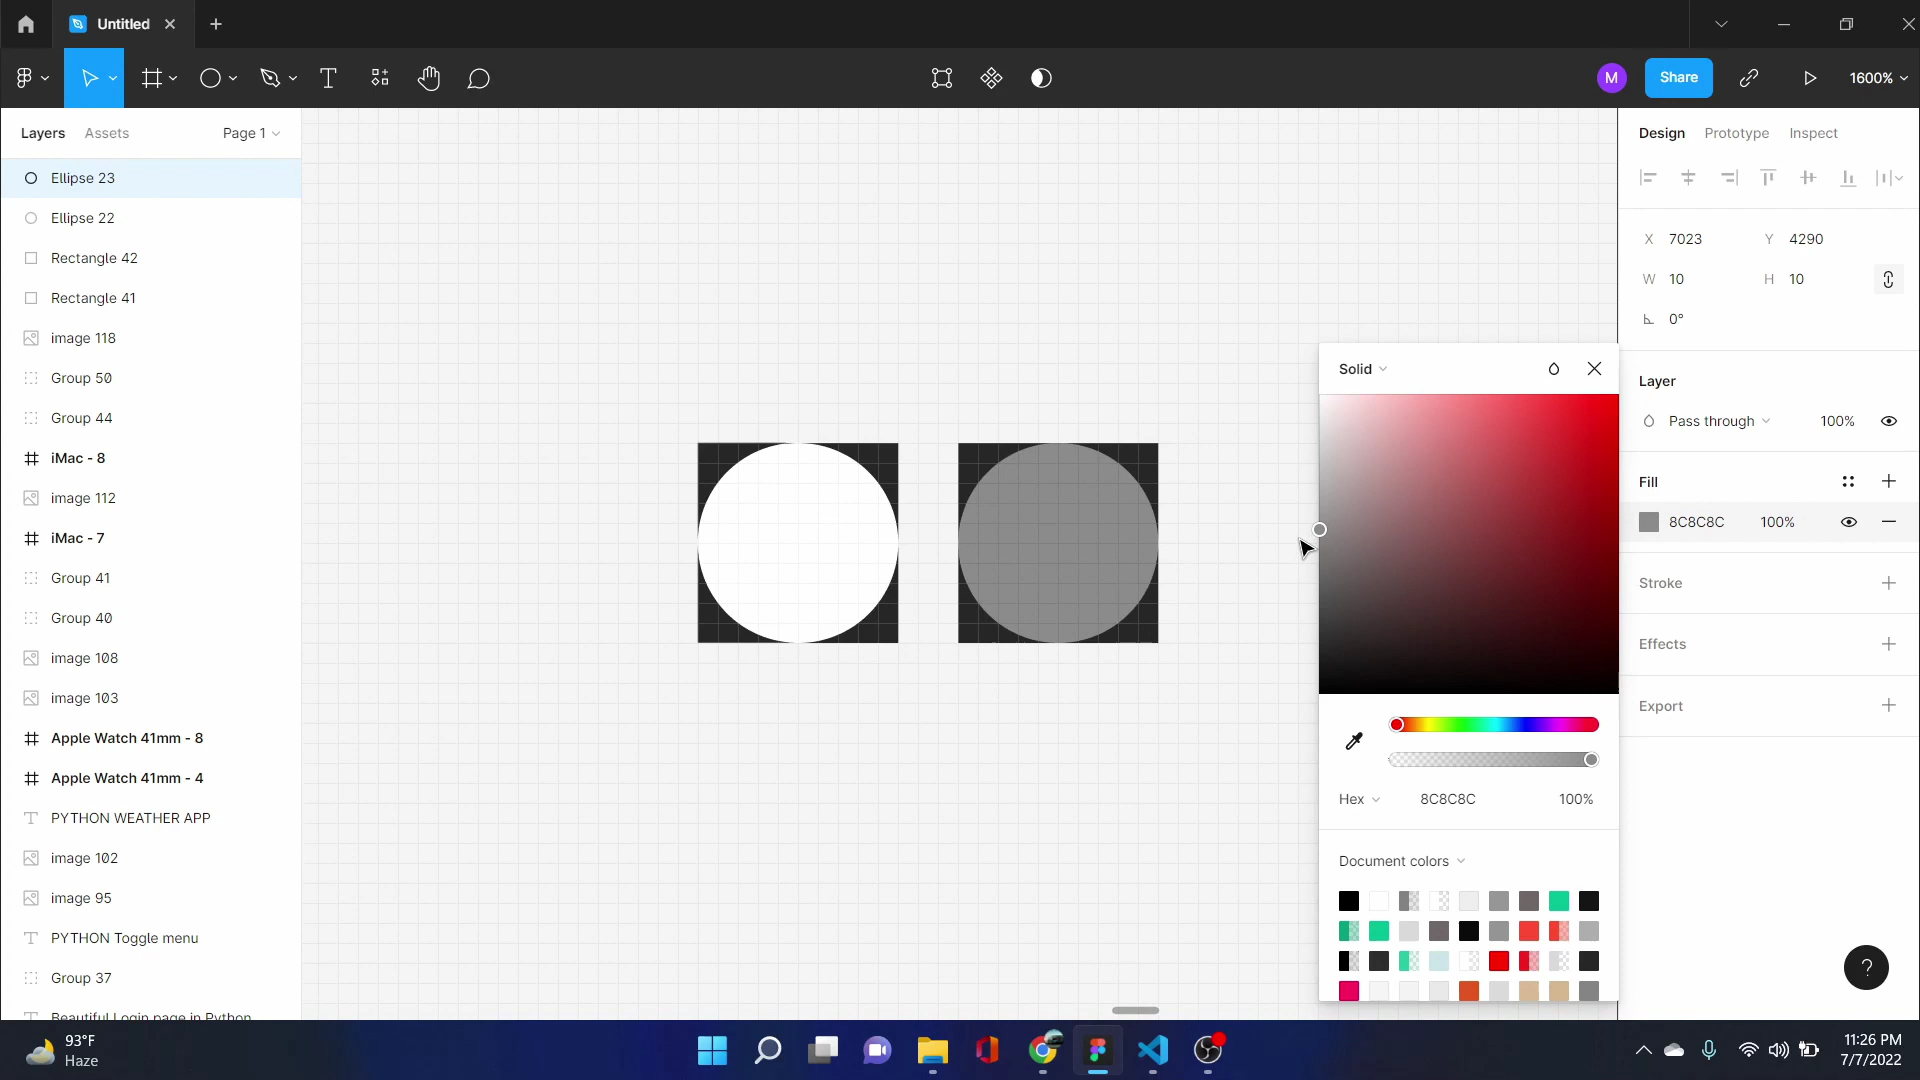 Untitled
M
Share
1600%
Layers
Assets
Page 1
Design
Prototype
Inspect
Ellipse 23
Ellipse 22
Rectangle 42
Rectangle 41
image 118
Group 50
Group 44
iMac - 8
image 112
iMac - 7
Group 41
Group 40
image 108
image 103
Apple Watch 41mm - 8
Apple Watch 41mm - 4
PYTHON WEATHER APP
image 102
image 95
PYTHON Toggle menu
Group 37
Beautiful Login page in Python
Solid
Hex
8C8C8C
100%
Document colors
X 7023
Y 4290
W 10
H 10
0°
Layer
Pass through
100%
Fill
8C8C8C
100%
Stroke
Effects
Export
?
93°F
Haze
11:26 PM
7/7/2022